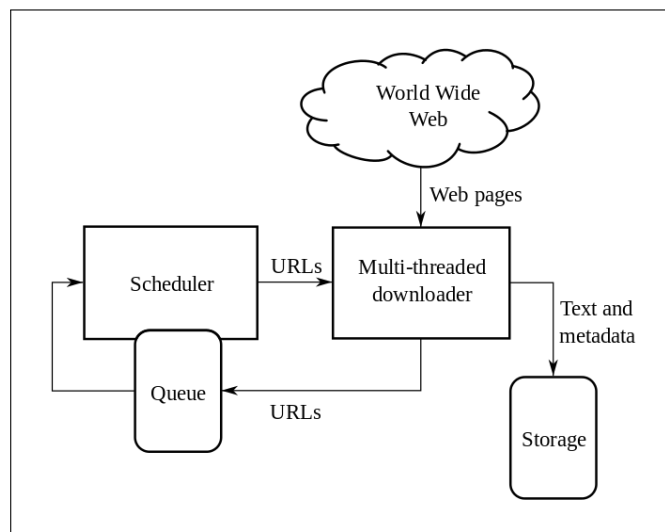 World Wide
Web
Web pages
Scheduler
URLs
Multi-threaded
downloader
Text and
metadata
Queue
URLs
Storage